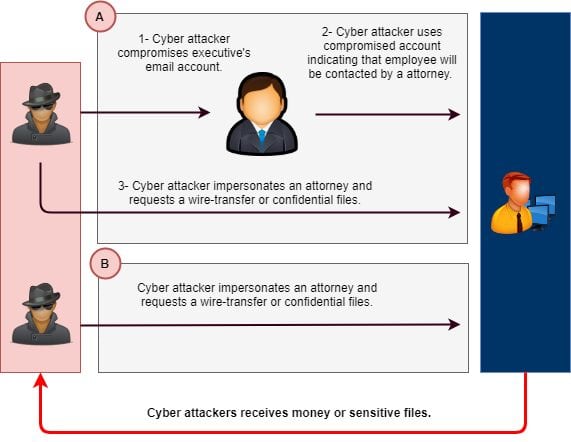 A
1- Cyber attacker
compromises executive's
email account.
2- Cyber attacker uses
compromised account
indicating that employee will
be contacted by a attorney.
3- Cyber attacker impersonates an attorney and
requests a wire-transfer or confidential files.
B
Cyber attacker impersonates an attorney and
requests a wire-transfer or confidential files.
Cyber attackers receives money or sensitive files.